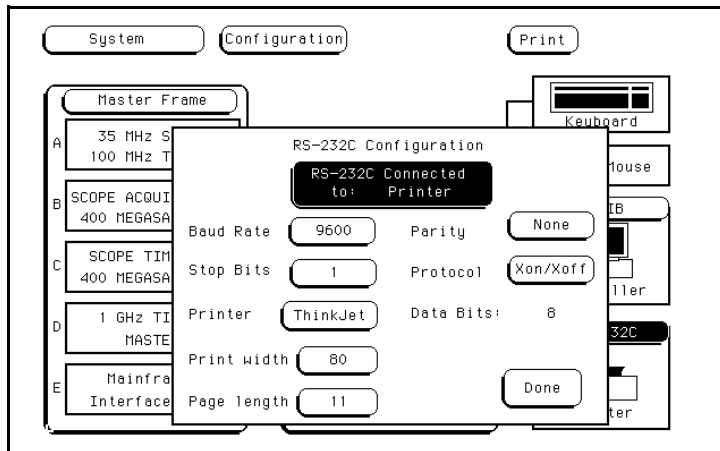 System Configuration Print
Master Frame
Keyboard
A 35 MHz S
100 MHz T
RS-232C Configuration
RS-232C Connected
to: Printer
Mouse
B SCOPE ACQUI
400 MEGASA
IB
Baud Rate 9600 Parity None
C SCOPE TIM
400 MEGASA
Stop Bits 1 Protocol Xon/Xoff
ller
D 1 GHz TI
MASTE
Printer ThinkJet Data Bits: 8
32C
Print width 80
E Mainfra
Interface
Page length 11
Done
ter